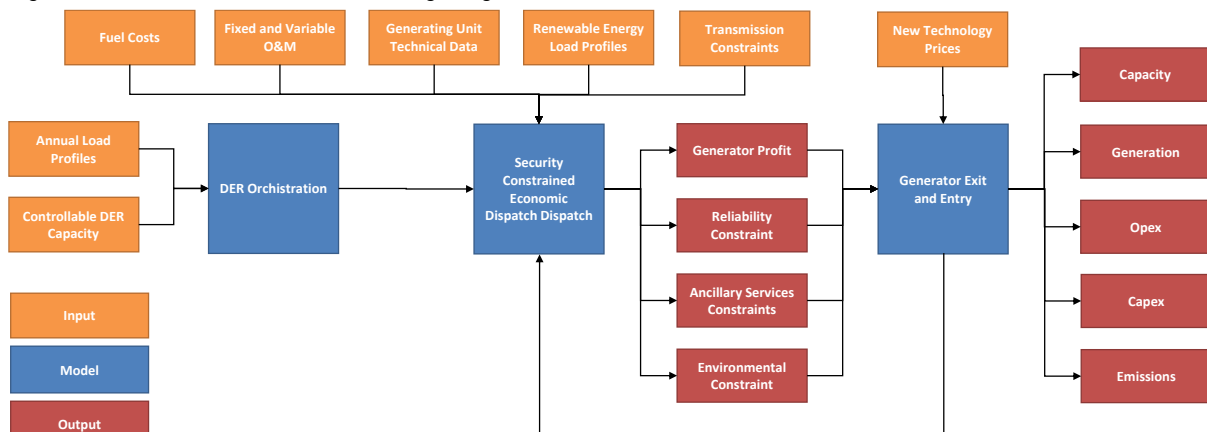 Fuel Costs
Fixed and Variable
O&M
Generating Unit
Technical Data
Renewable Energy
Load Profiles
Transmission
Constraints
New Technology
Prices
Annual Load
Profiles
Controllable DER
Capacity
DER Orchistration
Security
Constrained
Economic
Dispatch Dispatch
Generator Profit
Reliability
Constraint
Ancillary Services
Constraints
Environmental
Constraint
Generator Exit
and Entry
Capacity
Generation
Opex
Capex
Emissions
Input
Model
Output